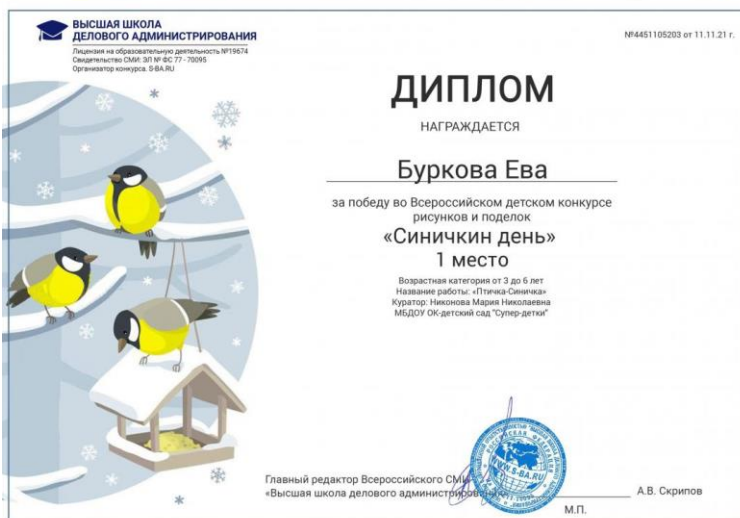 ВЫСШАЯ ШКОЛА
ДЕЛОВОГО АДМИНИСТРИРОВАНИЯ
Лицензия на образовательную деятельность №19674
Свидетельство СМИ: ЭЛ № ФС 77 - 70095
Организатор конкурса. S-BA.RU
№4451105203 от 11.11.21 г.
ДИПЛОМ
НАГРАЖДАЕТСЯ
Буркова Ева
за победу во Всероссийском детском конкурсе
рисунков и поделок
«Синичкин день»
1 место
Возрастная категория от 3 до 6 лет
Название работы: «Птичка-Синичка»
Куратор: Никонова Мария Николаевна
МБДОУ ОК-детский сад "Супер-детки"
Главный редактор Всероссийского СМИ
«Высшая школа делового администрирования»
WWW.S-BA.RU
А.В. Скрипов
М.П.